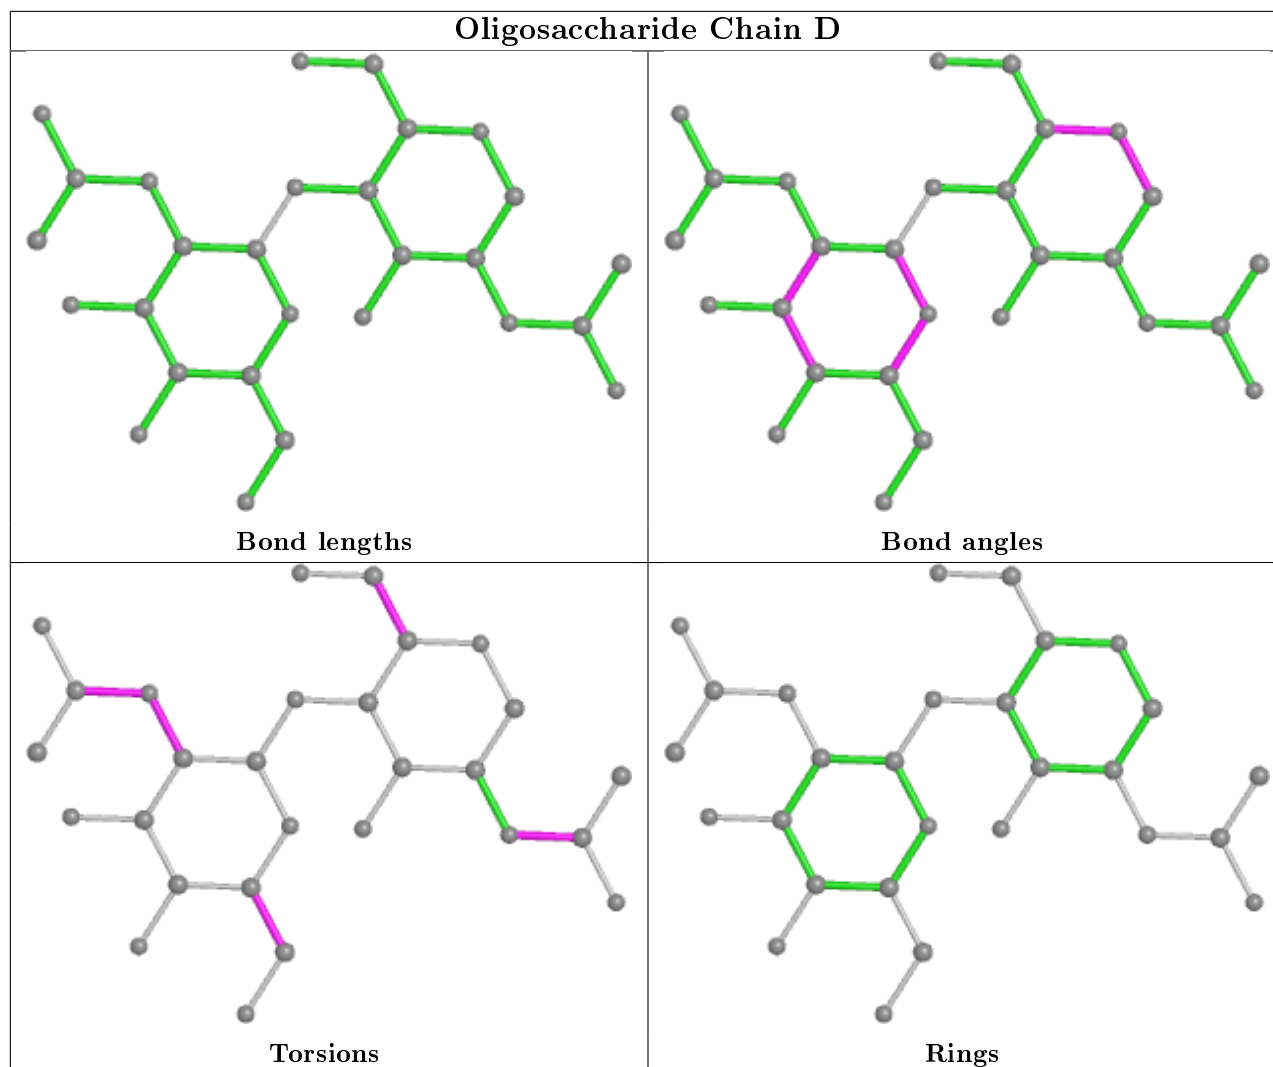 Oligosaccharide Chain D
Bond lengths
Bond angles
Torsions
Rings